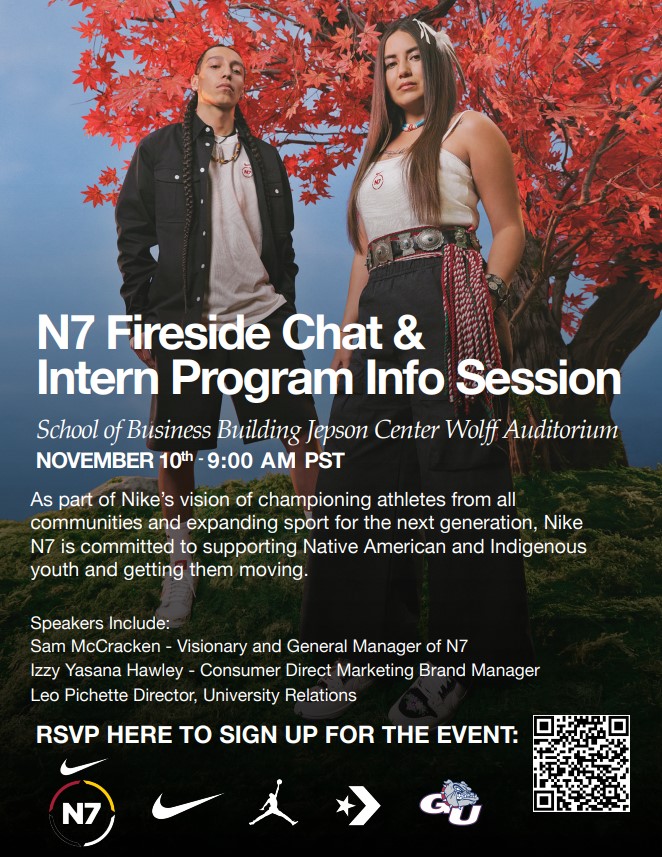 N7 Fireside Chat &
Intern Program Info Session
School of Business Building Jepson Center Wolff Auditorium
NOVEMBER 10th - 9:00 AM PST
As part of Nike's vision of championing athletes from all
communities and expanding sport for the next generation, Nike
N7 is committed to supporting Native American and Indigenous
youth and getting them moving.
Speakers Include:
Sam McCracken - Visionary and General Manager of N7
Izzy Yasana Hawley - Consumer Direct Marketing Brand Manager
Leo Pichette Director, University Relations
RSVP HERE TO SIGN UP FOR THE EVENT:
N7
GU
N7
N7